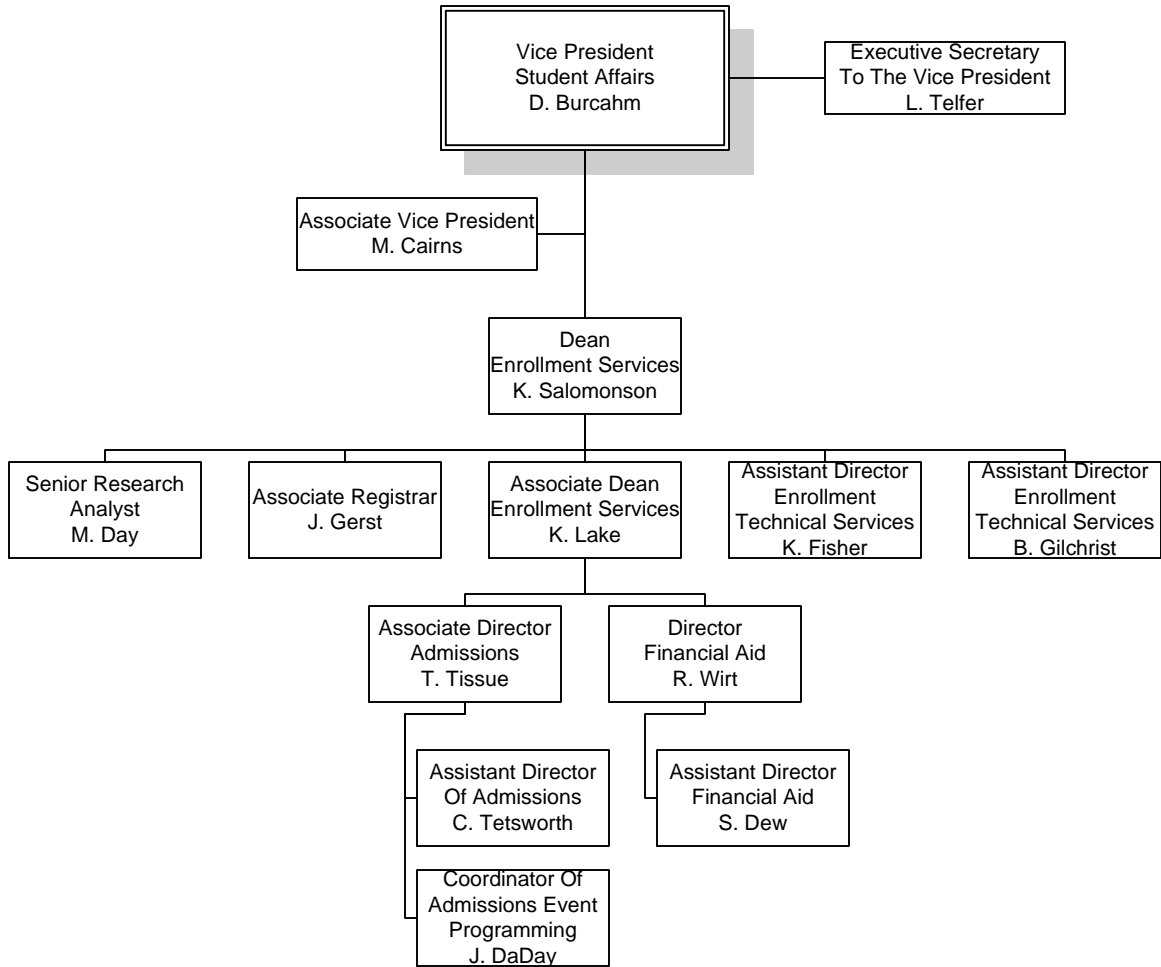 Vice President
Student Affairs
D. Burcahm
Executive Secretary
To The Vice President
L. Telfer
Associate Vice President
M. Cairns
Dean
Enrollment Services
K. Salomonson
Senior Research
Analyst
M. Day
Associate Registrar
J. Gerst
Associate Dean
Enrollment Services
K. Lake
Assistant Director
Enrollment
Technical Services
K. Fisher
Assistant Director
Enrollment
Technical Services
B. Gilchrist
Associate Director
Admissions
T. Tissue
Director
Financial Aid
R. Wirt
Assistant Director
Of Admissions
C. Tetsworth
Assistant Director
Financial Aid
S. Dew
Coordinator Of
Admissions Event
Programming
J. DaDay